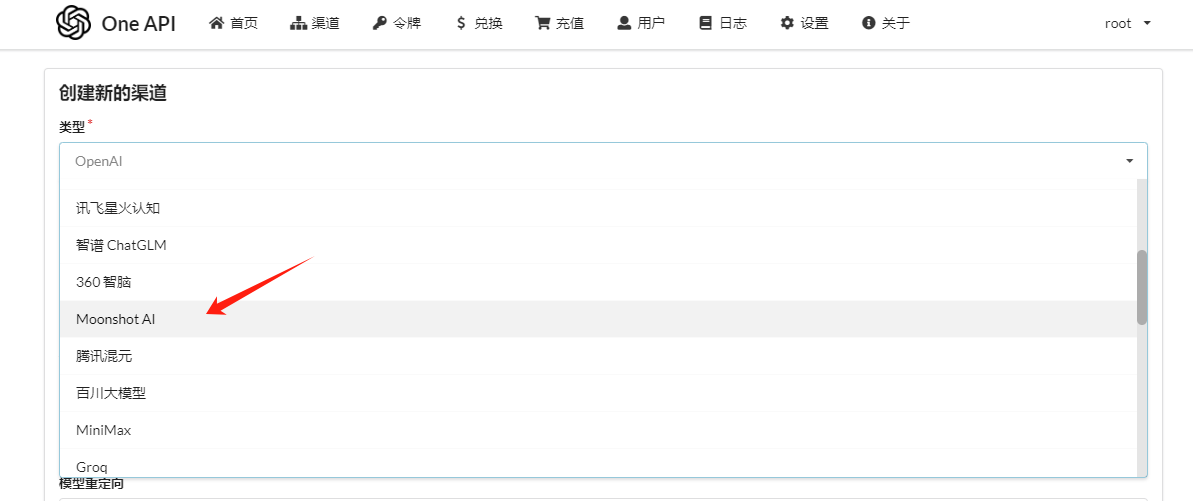 One API 首页 渠道 令牌 兑换 充值 用户 日志 设置 关于 root
创建新的渠道
类型*
OpenAI
讯飞星火认知
智谱 ChatGLM
360 智脑
Moonshot AI
腾讯混元
百川大模型
MiniMax
Groq
模型重定向